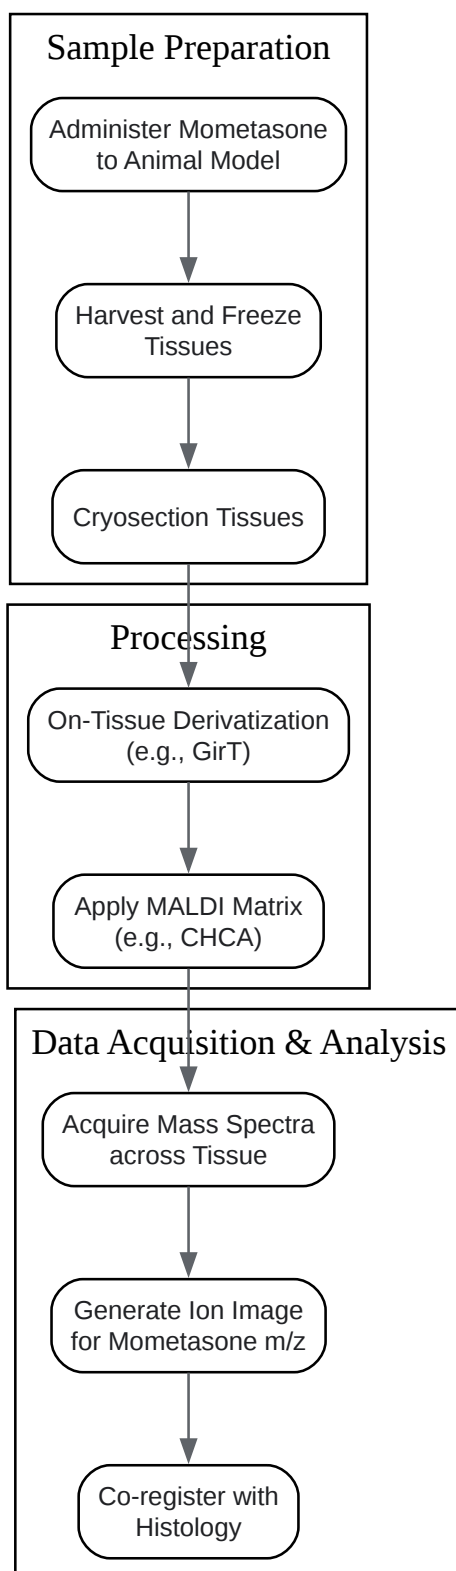 Sample Preparation
Administer Mometasone
to Animal Model
Harvest and Freeze
Tissues
Cryosection Tissues
Processing
On-Tissue Derivatization
(e.g., GirT)
Apply MALDI Matrix
(e.g., CHCA)
Data Acquisition & Analysis
Acquire Mass Spectra
across Tissue
Generate Ion Image
for Mometasone m/z
Co-register with
Histology